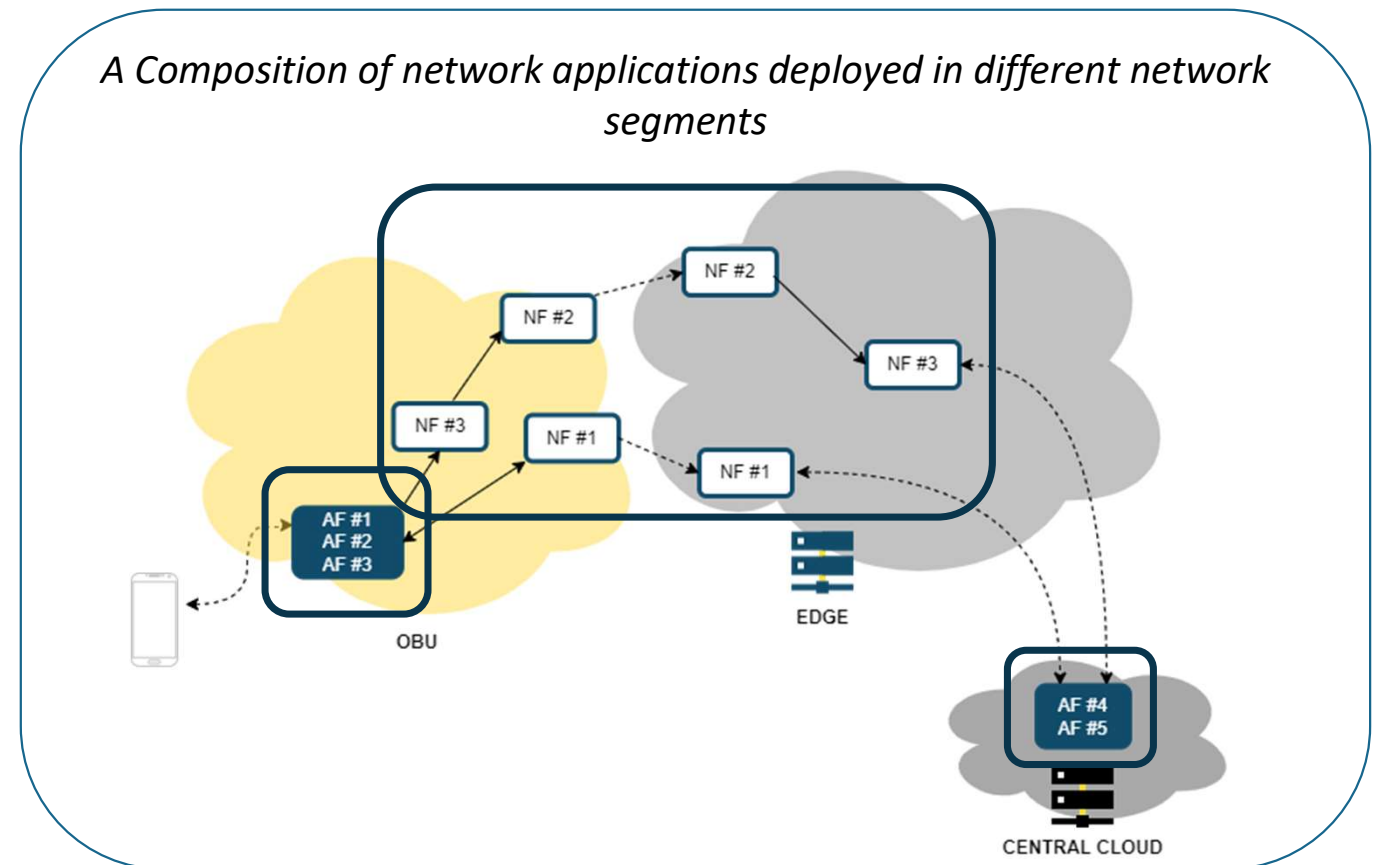 A Composition of network applications deployed in different network
segments
NF #2
NF #2
NF #3
NF #3
NF #1
NF #1
AF #1
AF #2
AF #3
EDGE
OBU
AF #4
AF #5
CENTRAL CLOUD